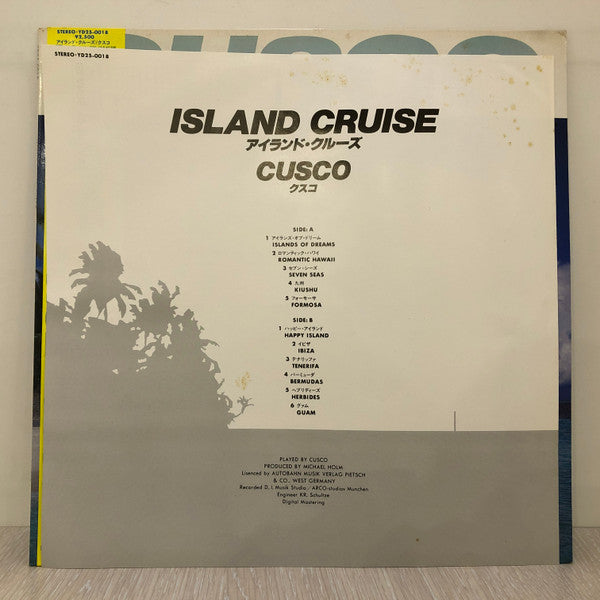 CUSCO
STEREO-YD25-0018
¥2,500
アイランド・クルーズ/クスコ
STEREO-YD25-0018
ISLAND CRUISE
アイランド・クルーズ
CUSCO
クスコ
SIDE: A
1 アイランズ・オブ・ドリーム
ISLANDS OF DREAMS
2 ロマンティック・ハワイ
ROMANTIC HAWAII
3 セブン・シーズ
SEVEN SEAS
4 九州
KIUSHU
5 フォーモーサ
FORMOSA
SIDE: B
1 ハッピー・アイランド
HAPPY ISLAND
2 イビザ
IBIZA
3 テナリッファ
TENERIFA
4 バーミューダ
BERMUDAS
5 ヘブリディーズ
HERBIDES
6 グァム
GUAM
PLAYED BY CUSCO
PRODUCED BY MICHAEL HOLM
Licenced by AUTOBAHN MUSIK VERLAG PIETSCH
& CO., WEST GERMANY
Recorded D, I, Musik Studio, ARCO-studiov Munchen
Engineer KR. Schultze
Digital Mastering